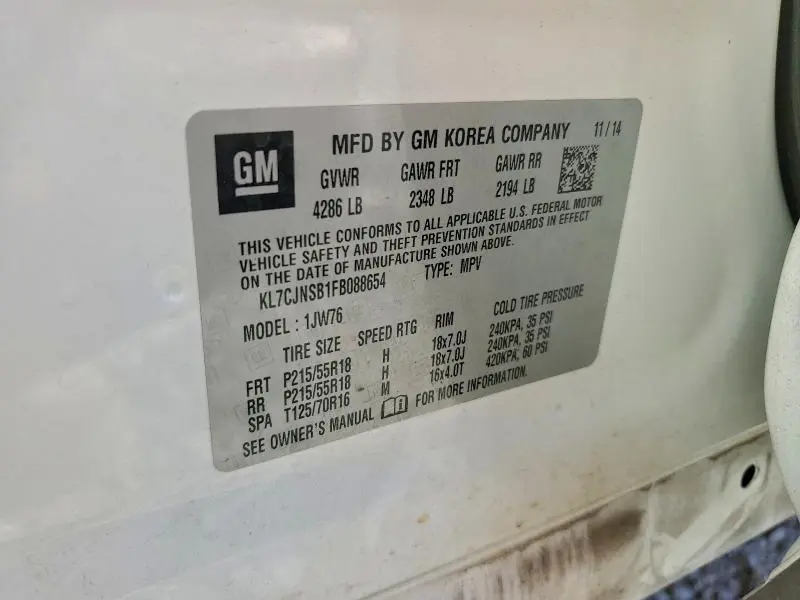 GM
MFD BY GM KOREA COMPANY 11/14
GVWR GAWR FRT GAWR RR
4286 LB 2348 LB 2194 LB
THIS VEHICLE CONFORMS TO ALL APPLICABLE U.S. FEDERAL MOTOR
VEHICLE SAFETY AND THEFT PREVENTION STANDARDS IN EFFECT
ON THE DATE OF MANUFACTURE SHOWN ABOVE.
KL7CJNSB1FB088654 TYPE: MPV
MODEL: 1JW76
TIRE SIZE SPEED RTG RIM COLD TIRE PRESSURE
FRT P215/55R18 H 18x7.0J 240KPA, 35 PSI
RR P215/55R18 H 18x7.0J 240KPA, 35 PSI
SPA T125/70R16 M 16x4.0T 420KPA, 60 PSI
SEE OWNER'S MANUAL FOR MORE INFORMATION.